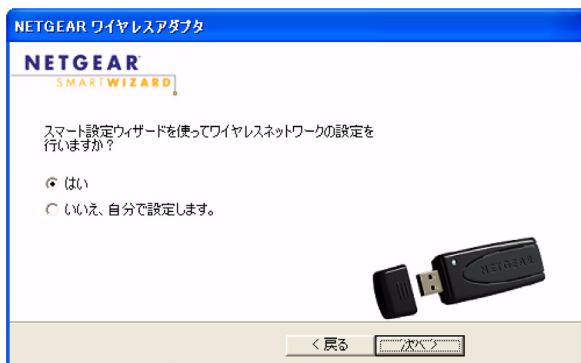 NETGEAR ワイヤレスアダプタ
NETGEAR
SMARTWIZARD
スマート設定ウィザードを使ってワイヤレスネットワークの設定を
行いますか？
はい
いいえ、自分で設定します。
NETGEAR
< 戻る
次へ >